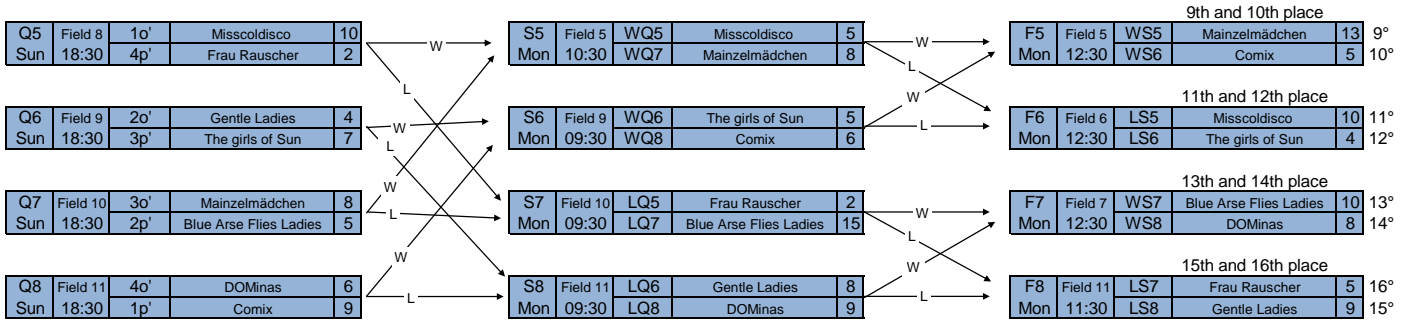 9th and 10th place
Q5 Field 8 1o' Misscoldisco 10 W S5 Field 5 WQ5 Misscoldisco 5 W F5 Field 5 WS5 Mainzelmädchen 13 9°
Sun 18:30 4p' Frau Rauscher 2 Mon 10:30 WQ7 Mainzelmädchen 8 Mon 12:30 WS6 Comix 5 10°
L L
W 11th and 12th place
Q6 Field 9 2o' Gentle Ladies 4 W S6 Field 9 WQ6 The girls of Sun 5 L F6 Field 6 LS5 Misscoldisco 10 11°
Sun 18:30 3p' The girls of Sun 7 L Mon 09:30 WQ8 Comix 6 Mon 12:30 LS6 The girls of Sun 4 12°
W 13th and 14th place
Q7 Field 10 3o' Mainzelmädchen 8 L S7 Field 10 LQ5 Frau Rauscher 2 W F7 Field 7 WS7 Blue Arse Flies Ladies 10 13°
Sun 18:30 2p' Blue Arse Flies Ladies 5 Mon 09:30 LQ7 Blue Arse Flies Ladies 15 Mon 12:30 WS8 DOMinas 8 14°
L
W W 15th and 16th place
Q8 Field 11 4o' DOMinas 6 L S8 Field 11 LQ6 Gentle Ladies 8 L F8 Field 11 LS7 Frau Rauscher 5 16°
Sun 18:30 1p' Comix 9 Mon 09:30 LQ8 DOMinas 9 Mon 11:30 LS8 Gentle Ladies 9 15°